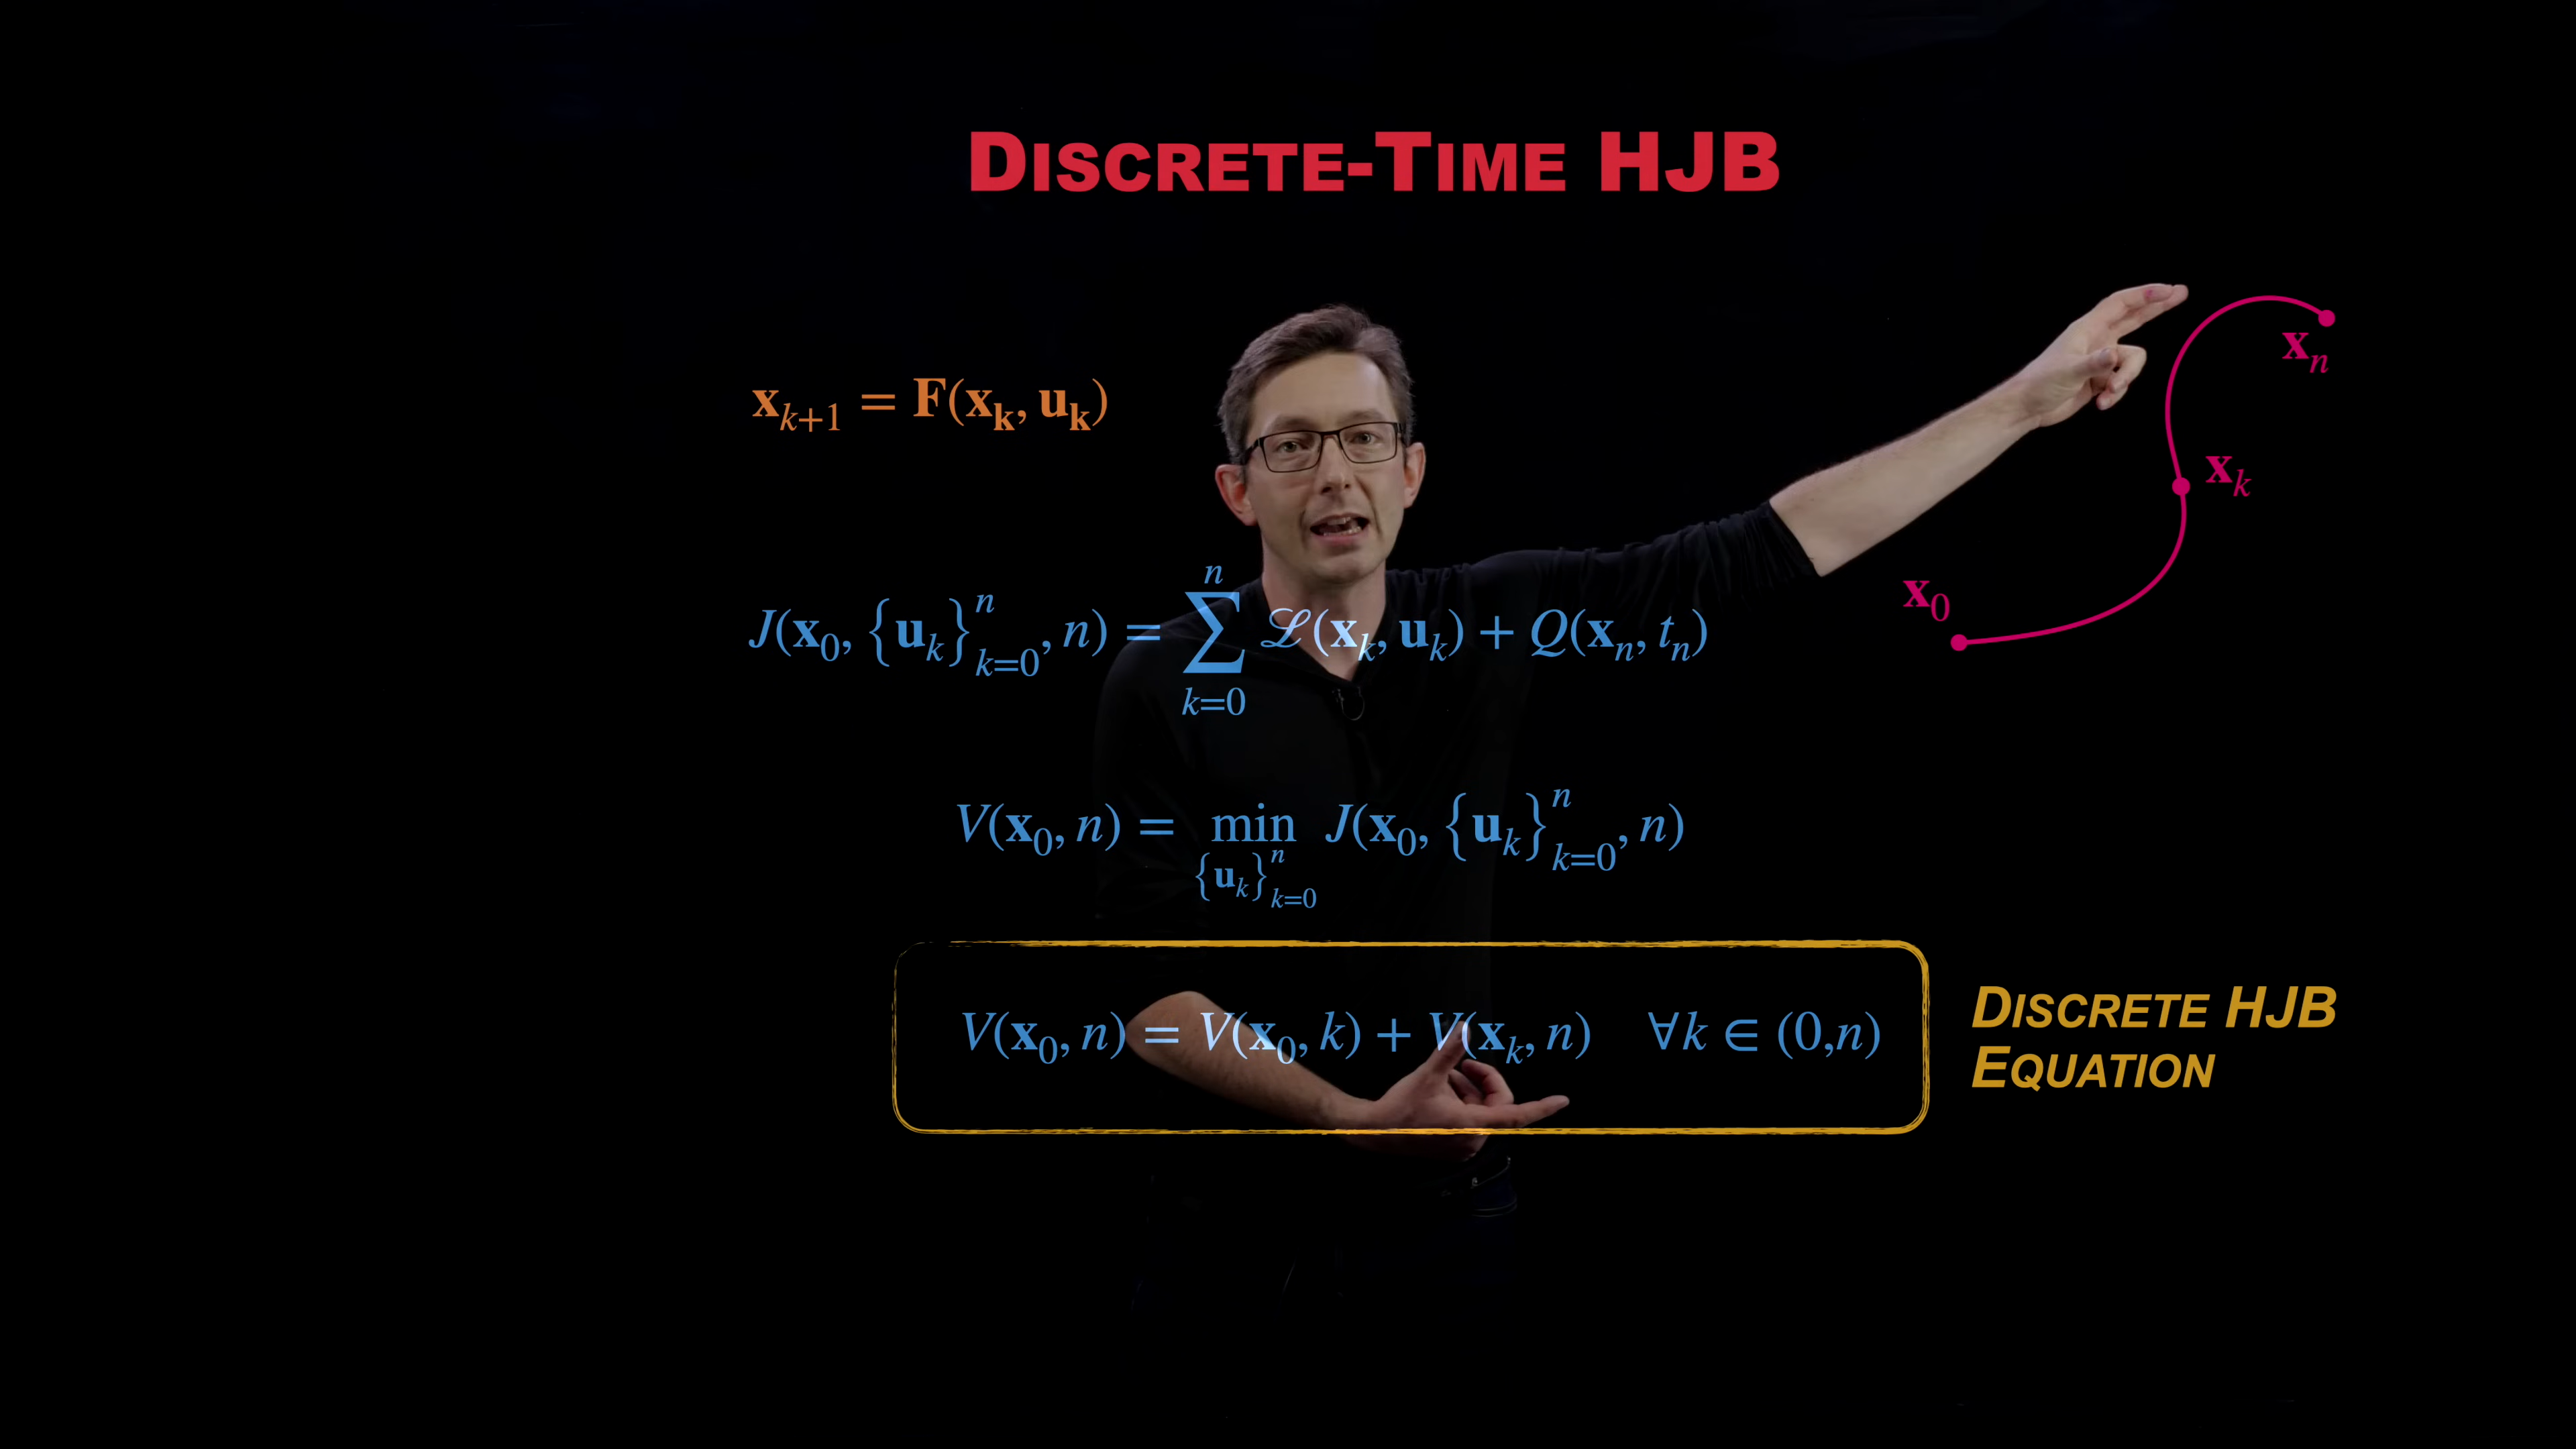 DISCRETE-TIME HJB
x_{k+1} = F(x_k, u_k)
x_n
x_k
x_0
J(x_0, {u_k}_{k=0}^n, n) = ∑_{k=0}^n ℒ(x_k, u_k) + Q(x_n, t_n)
V(x_0, n) = min_{{u_k}_{k=0}^n} J(x_0, {u_k}_{k=0}^n, n)
V(x_0, n) = V(x_0, k) + V(x_k, n) ∀k ∈ (0,n)
DISCRETE HJB
EQUATION